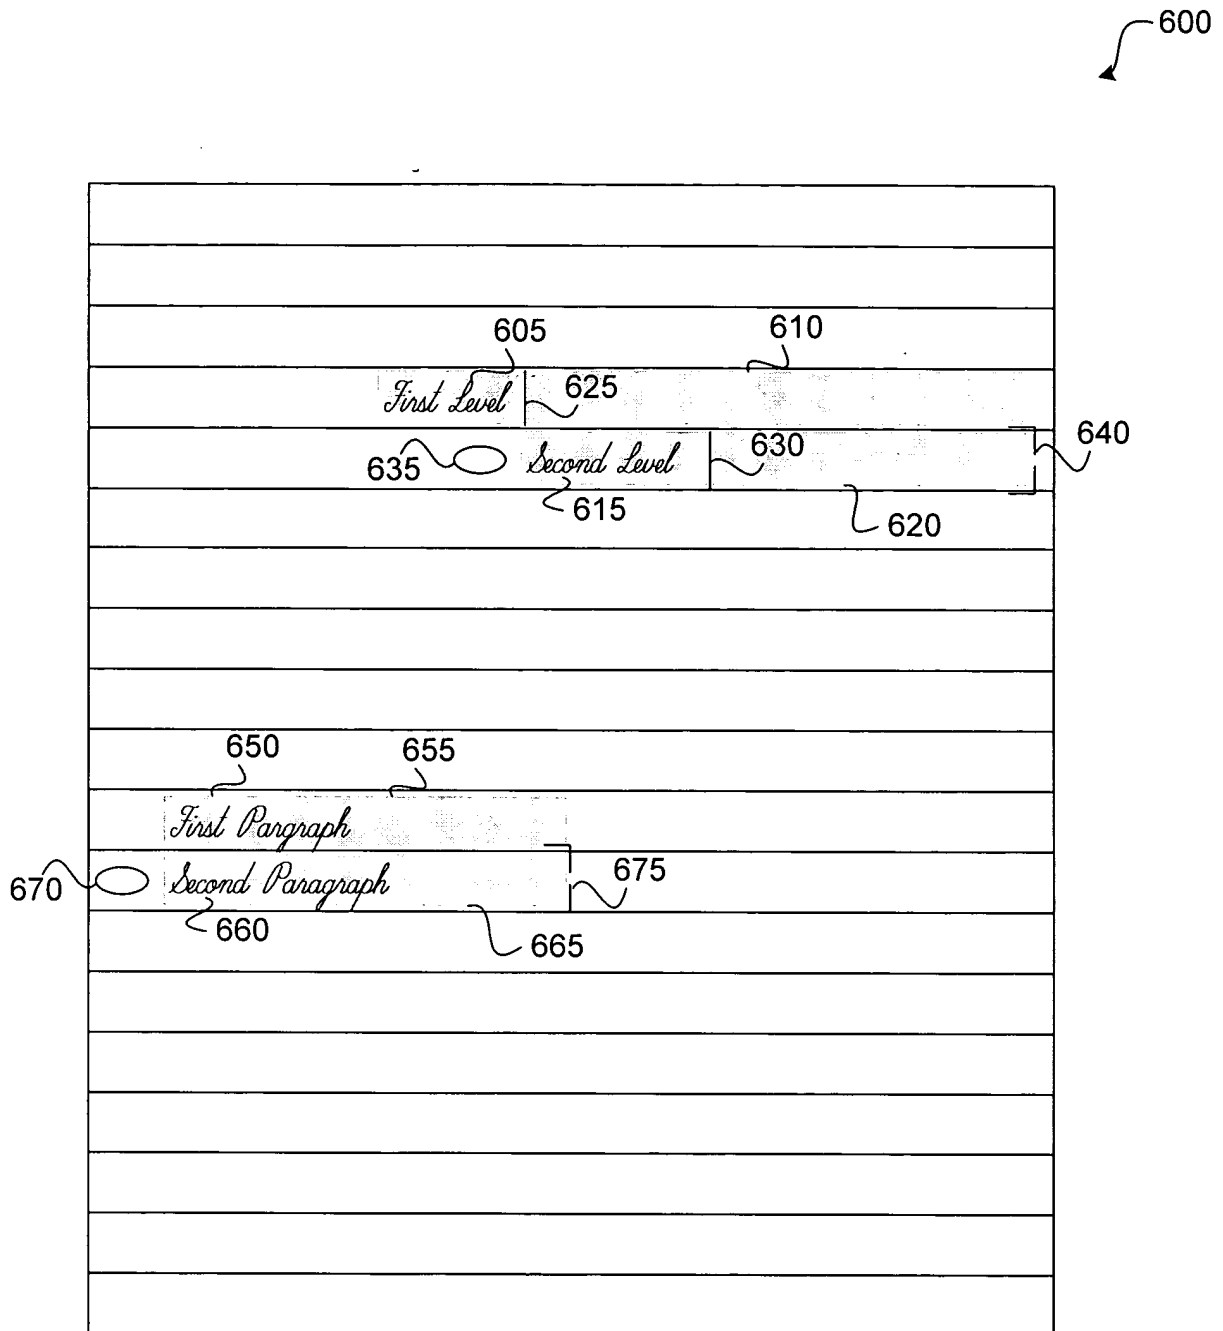 600
605 610
First Level 625
635 Second Level 630 640
615 620
650 655
First Pargraph
670 Second Paragraph 675
660 665